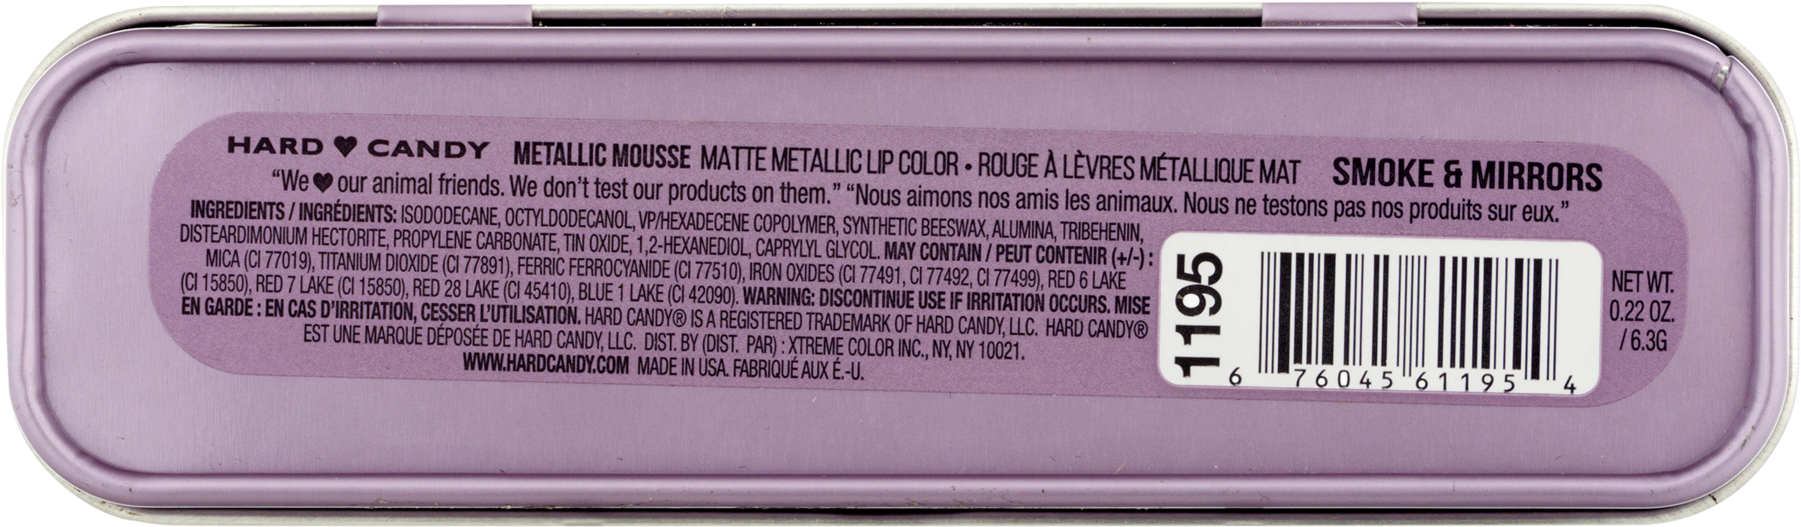 HARD ♥ CANDY METALLIC MOUSSE MATTE METALLIC LIP COLOR • ROUGE À LÈVRES MÉTALLIQUE MAT SMOKE & MIRRORS
“We ♥ our animal friends. We don’t test our products on them.” “Nous aimons nos amis les animaux. Nous ne testons pas nos produits sur eux.”
INGREDIENTS / INGRÉDIENTS: ISODODECANE, OCTYLDODECANOL, VP/HEXADECENE COPOLYMER, SYNTHETIC BEESWAX, ALUMINA, TRIBEHENIN,
DISTEARDIMONIUM HECTORITE, PROPYLENE CARBONATE, TIN OXIDE, 1,2-HEXANEDIOL, CAPRYLYL GLYCOL. MAY CONTAIN / PEUT CONTENIR (+/-) :
MICA (CI 77019), TITANIUM DIOXIDE (CI 77891), FERRIC FERROCYANIDE (CI 77510), IRON OXIDES (CI 77491, CI 77492, CI 77499), RED 6 LAKE
(CI 15850), RED 7 LAKE (CI 15850), RED 28 LAKE (CI 45410), BLUE 1 LAKE (CI 42090). WARNING: DISCONTINUE USE IF IRRITATION OCCURS. MISE
EN GARDE : EN CAS D’IRRITATION, CESSER L’UTILISATION. HARD CANDY® IS A REGISTERED TRADEMARK OF HARD CANDY, LLC. HARD CANDY®
EST UNE MARQUE DÉPOSÉE DE HARD CANDY, LLC. DIST. BY (DIST. PAR) : XTREME COLOR INC., NY, NY 10021.
WWW.HARDCANDY.COM MADE IN USA. FABRIQUÉ AUX É.-U.
1195
6 76045 61195 4
NET WT.
0.22 OZ.
/ 6.3G